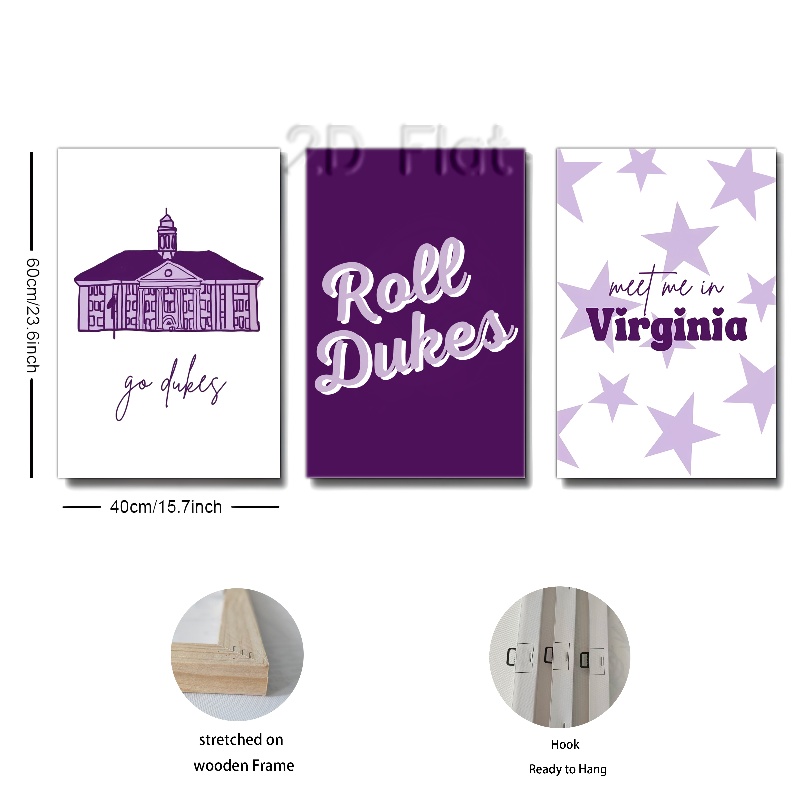 2D Flat
60cm/23.6inch
go dukes
Roll
Dukes
meet me in
Virginia
40cm/15.7inch
stretched on
wooden Frame
Hook
Ready to Hang